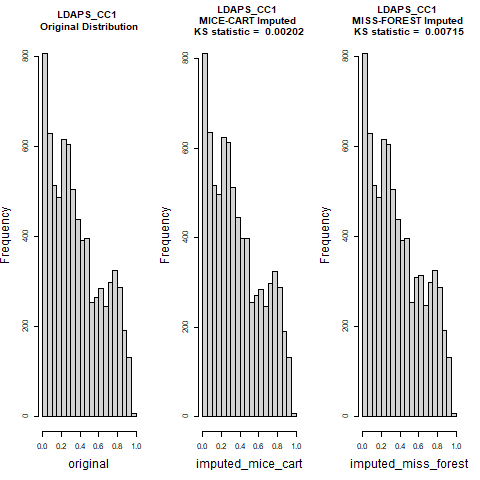 LDAPS_CC1
Original Distribution
Frequency
800
600
400
200
0
0.0 0.2 0.4 0.6 0.8 1.0
original
LDAPS_CC1
MICE-CART Imputed
KS statistic = 0.00202
Frequency
800
600
400
200
0
0.0 0.2 0.4 0.6 0.8 1.0
imputed_mice_cart
LDAPS_CC1
MISS-FOREST Imputed
KS statistic = 0.00715
Frequency
800
600
400
200
0
0.0 0.2 0.4 0.6 0.8 1.0
imputed_miss_forest